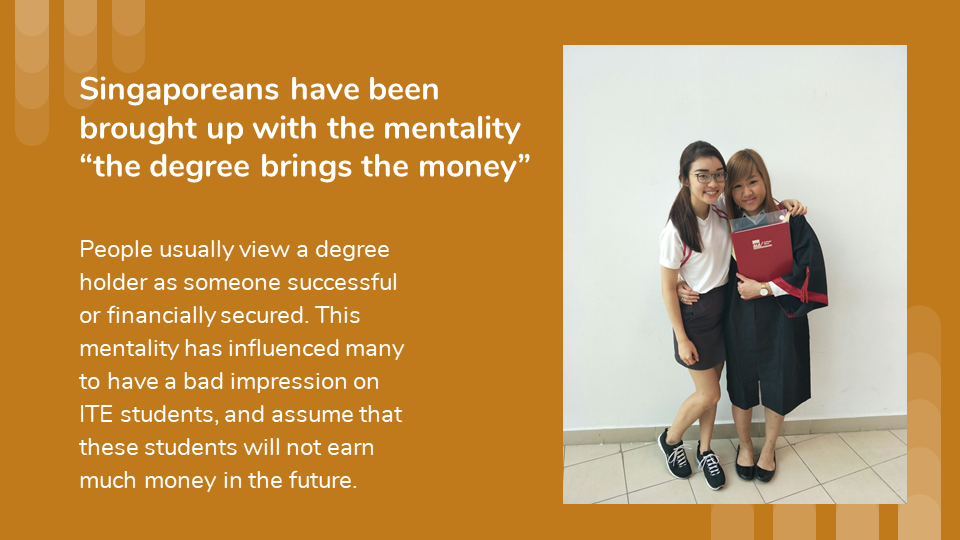 Singaporeans have been
brought up with the mentality
“the degree brings the money”
People usually view a degree
holder as someone successful
or financially secured. This
mentality has influenced many
to have a bad impression on
ITE students, and assume that
these students will not earn
much money in the future.